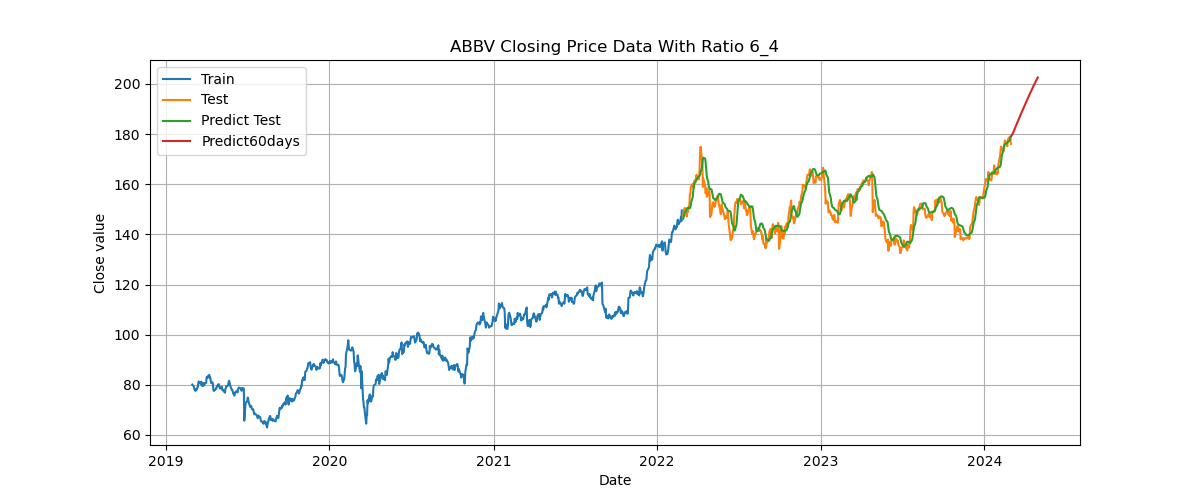 ABBV Closing Price Data With Ratio 6_4
Train
Test
Predict Test
Predict60days
200
180
160
140
120
100
80
60
Close value
2019
2020
2021
2022
2023
2024
Date